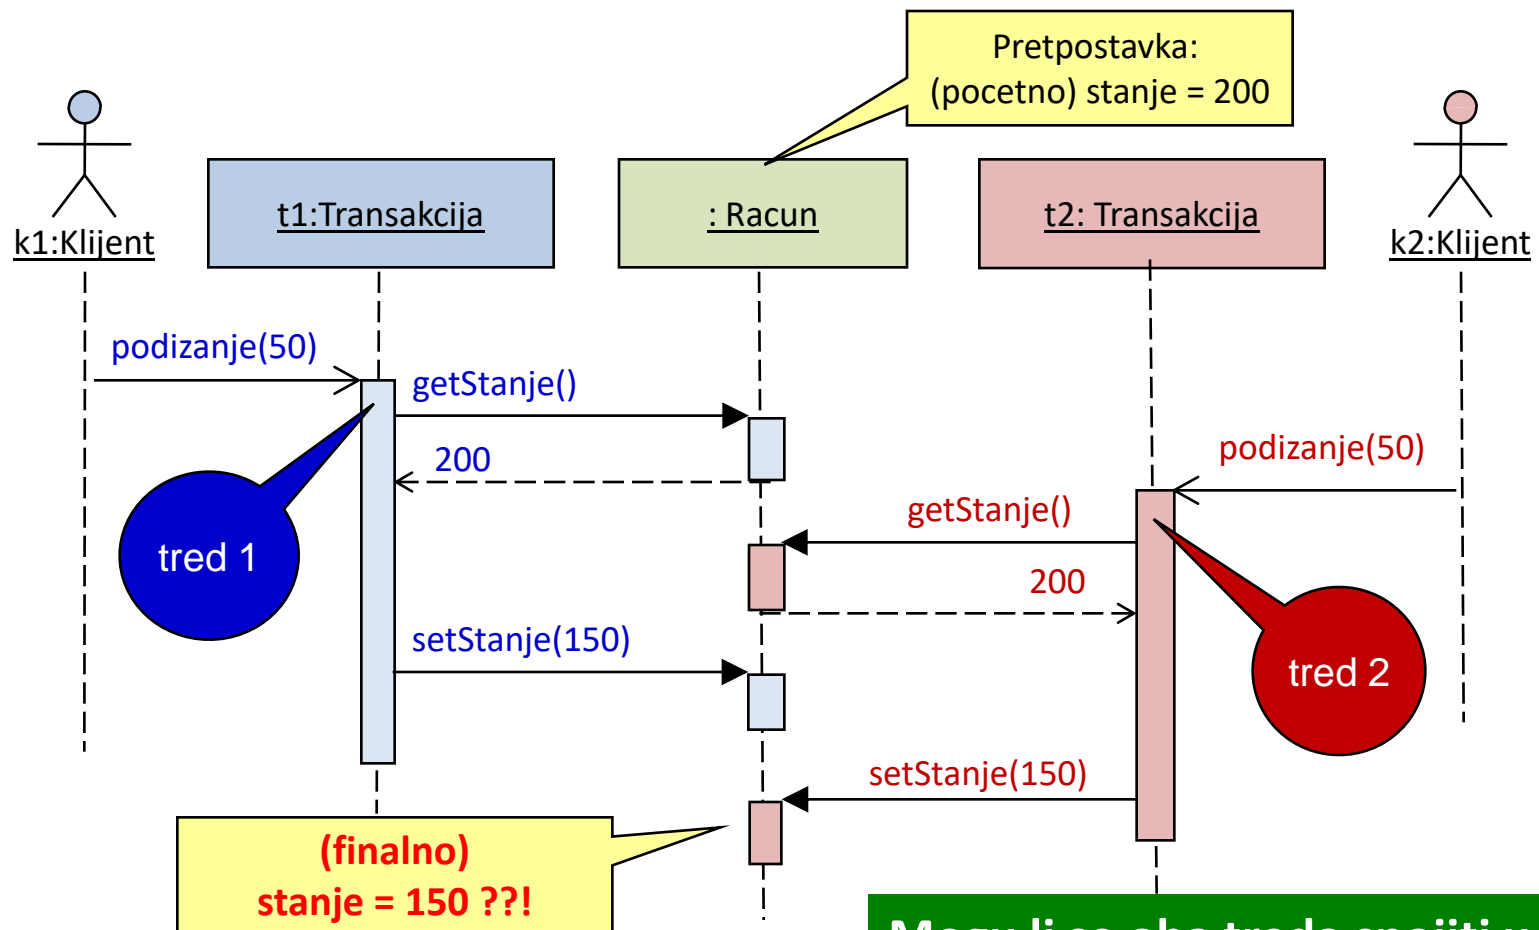 Pretpostavka:
(pocetno) stanje = 200
k1:Klijent
t1:Transakcija
: Racun
t2: Transakcija
k2:Klijent
podizanje(50)
getStanje()
200
podizanje(50)
getStanje()
200
tred 1
setStanje(150)
tred 2
setStanje(150)
(finalno)
stanje = 150 ??!